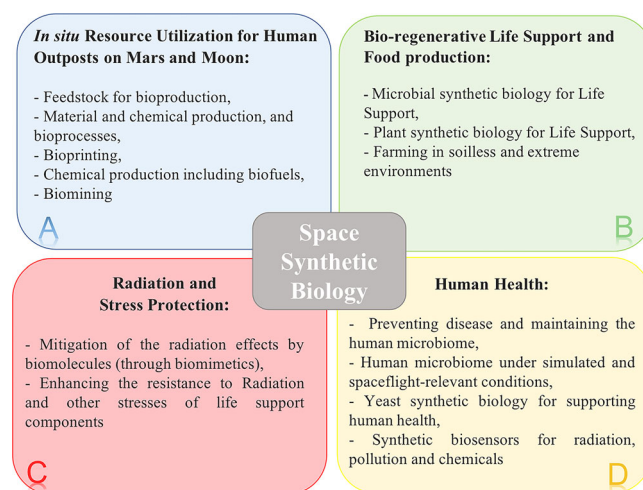 In situ Resource Utilization for Human
Outposts on Mars and Moon:
- Feedstock for bioproduction,
- Material and chemical production, and
bioprocesses,
- Bioprinting,
- Chemical production including biofuels,
- Biomining
A
Bio-regenerative Life Support and
Food production:
- Microbial synthetic biology for Life
Support,
- Plant synthetic biology for Life Support,
- Farming in soilless and extreme
environments
B
Space
Synthetic
Biology
Radiation and
Stress Protection:
- Mitigation of the radiation effects by
biomolecules (through biomimetics),
- Enhancing the resistance to Radiation
and other stresses of life support
components
C
Human Health:
- Preventing disease and maintaining the
human microbiome,
- Human microbiome under simulated and
spaceflight-relevant conditions,
- Yeast synthetic biology for supporting
human health,
- Synthetic biosensors for radiation,
pollution and chemicals
D